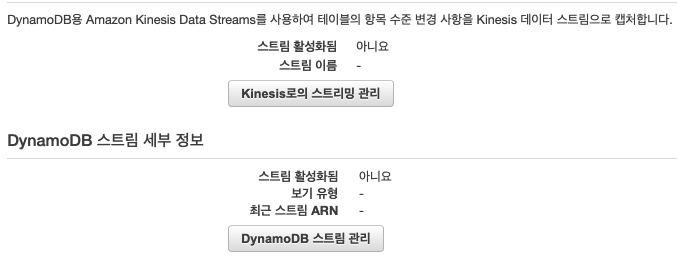 DynamoDB용 Amazon Kinesis Data Streams를 사용하여 테이블의 항목 수준 변경 사항을 Kinesis 데이터 스트림으로 캡처합니다.
스트림 활성화됨 아니요
스트림 이름 -
Kinesis로의 스트리밍 관리
DynamoDB 스트림 세부 정보
스트림 활성화됨 아니요
보기 유형 -
최근 스트림 ARN -
DynamoDB 스트림 관리